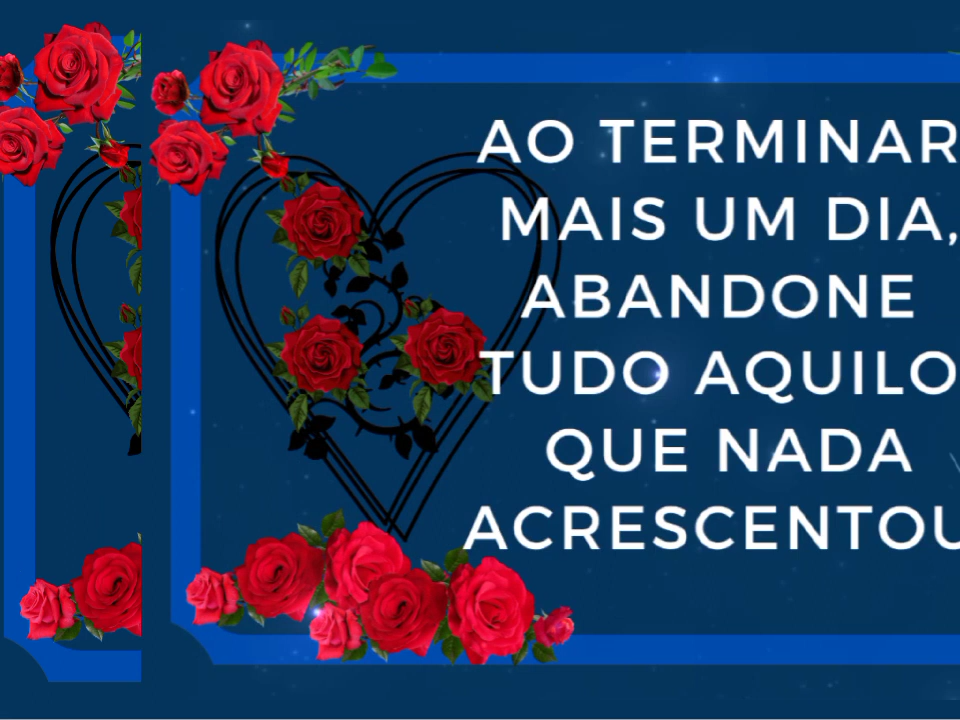 AO TERMINAR
MAIS UM DIA,
ABANDONE
TUDO AQUILO
QUE NADA
ACRESCENTOU